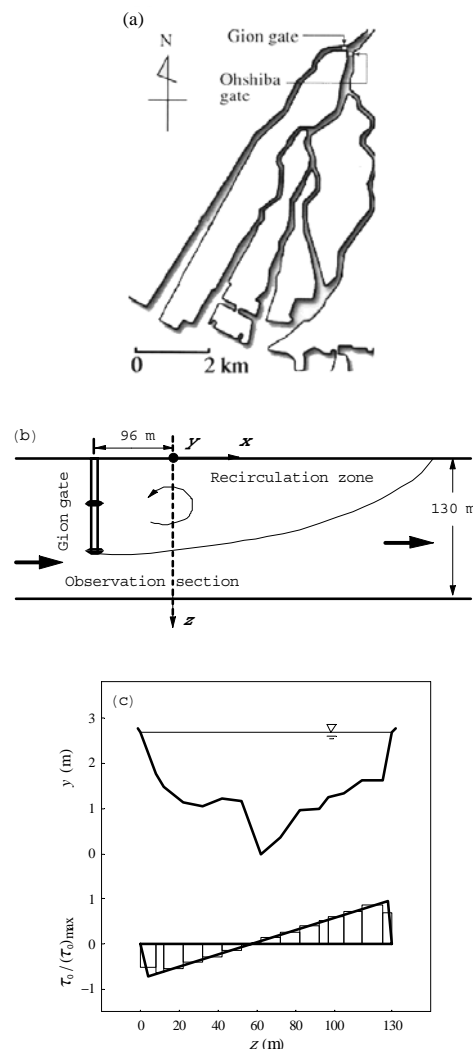 (a)
N
Gion gate
Ohshiba
gate
0 2 km
(b)
96 m
y x
Recirculation zone
Gion gate
130 m
Observation section
z
(c)
3
2
1
0
y (m)
1
0
−1
τ0/(τ0)max
0 20 40 60 80 100 130
z (m)